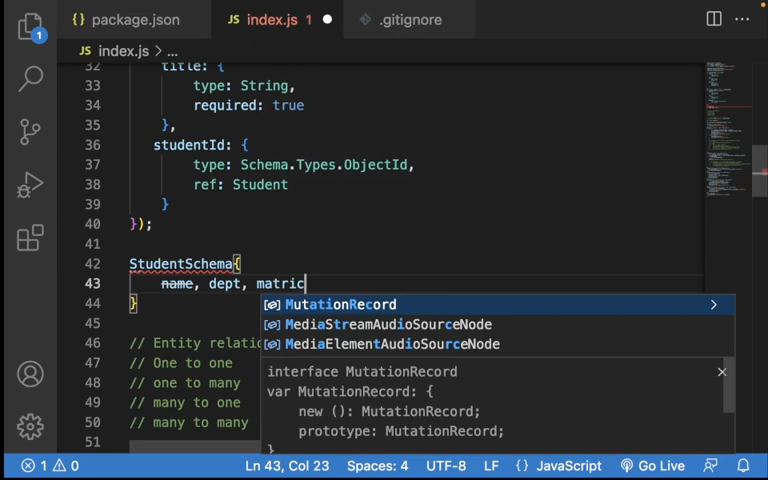 {} package.json
JS index.js 1
.gitignore
JS index.js > ...
32 title: {
33 type: String,
34 required: true
35 },
36 studentId: {
37 type: Schema.Types.ObjectId,
38 ref: Student
39 }
40 });
41
42 StudentSchema{
43 name, dept, matric
44 }
45
46 // Entity relatio
47 // One to one
48 // one to many
49 // many to one
50 // many to many
51
MutationRecord
MediaStreamAudioSourceNode
MediaElementAudioSourceNode
interface MutationRecord
var MutationRecord: {
new (): MutationRecord;
prototype: MutationRecord;
}
1
1 0
Ln 43, Col 23
Spaces: 4
UTF-8
LF
{} JavaScript
Go Live